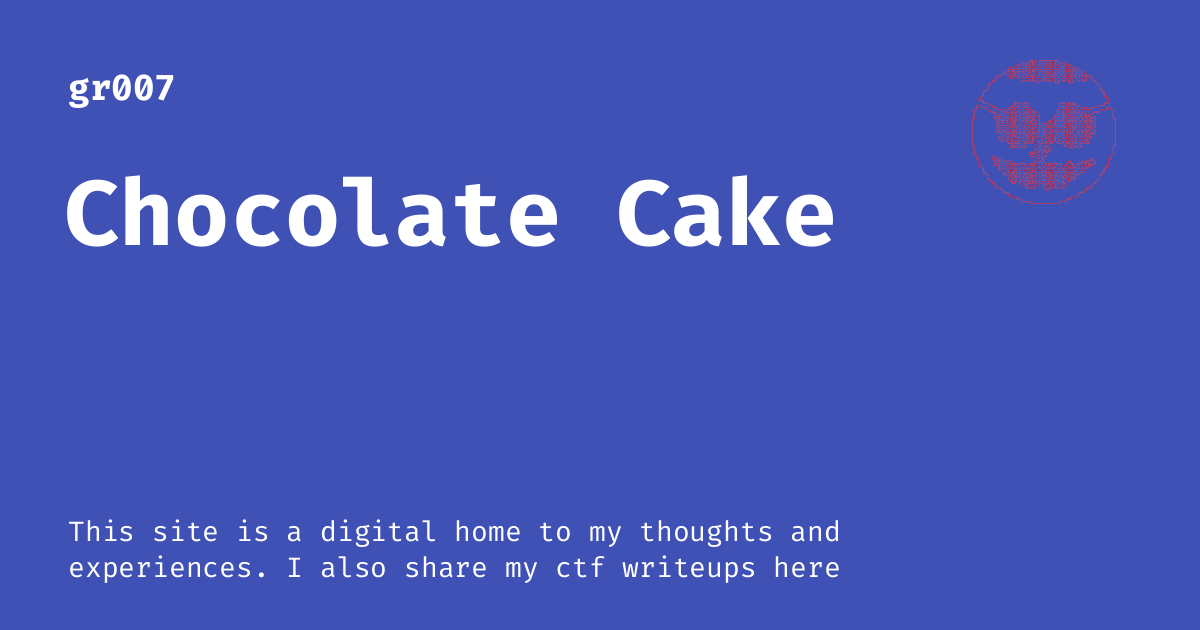 gr007
Chocolate Cake
This site is a digital home to my thoughts and
experiences. I also share my ctf writeups here